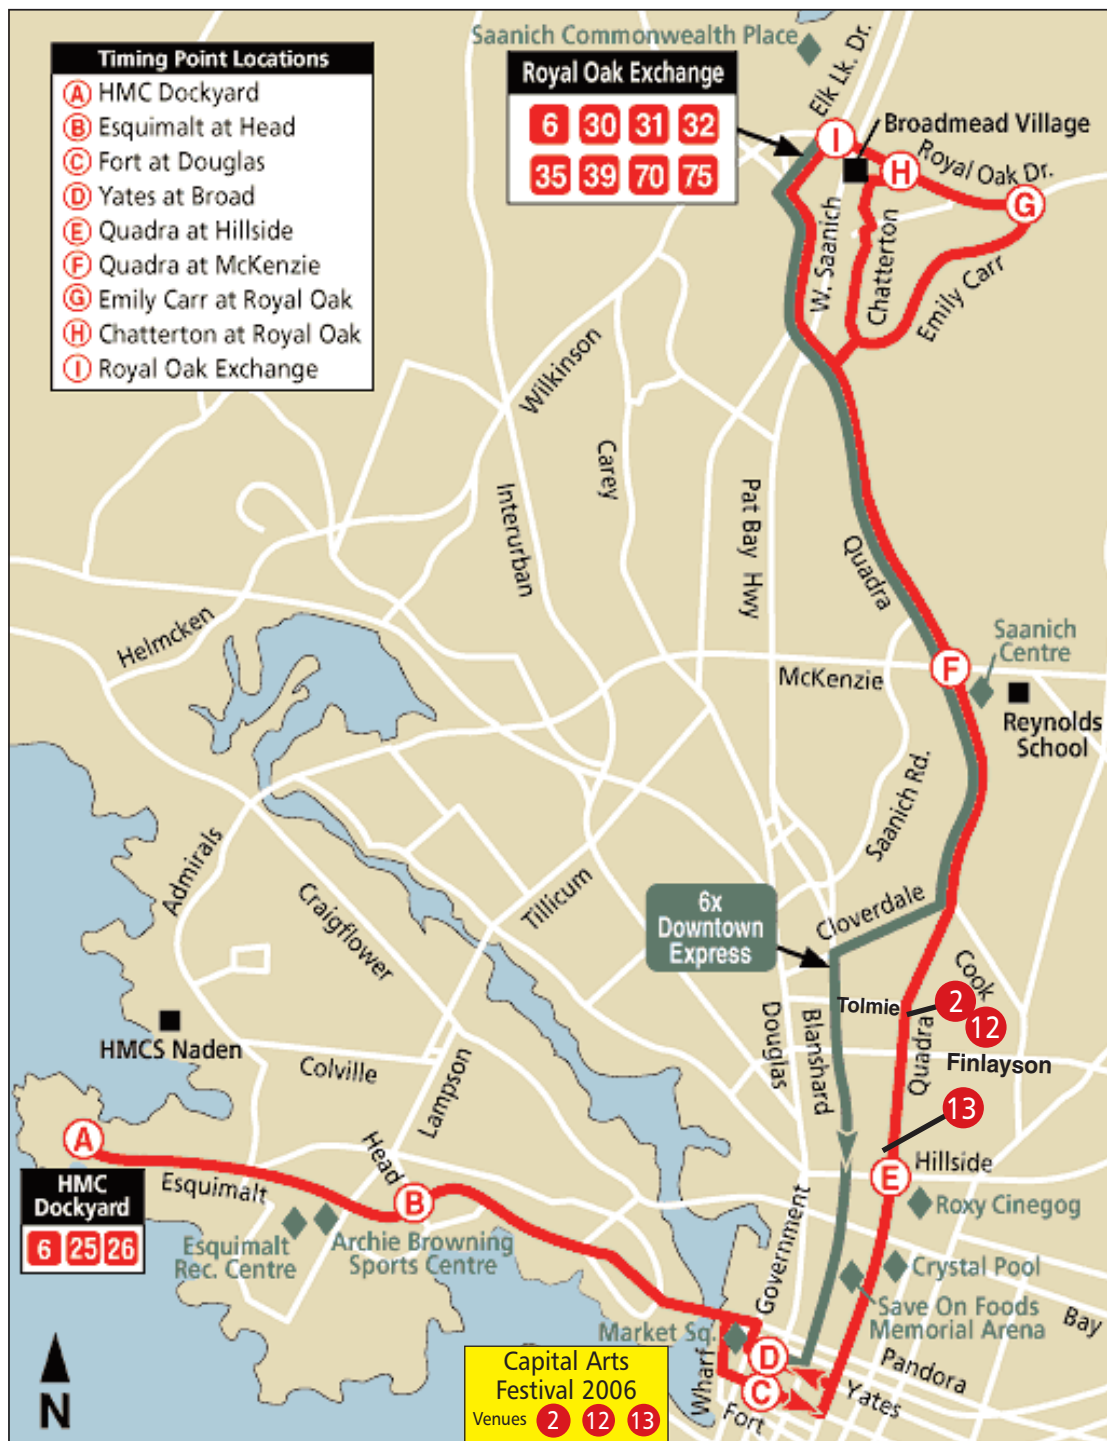 Timing Point Locations
A HMC Dockyard
B Esquimalt at Head
C Fort at Douglas
D Yates at Broad
E Quadra at Hillside
F Quadra at McKenzie
G Emily Carr at Royal Oak
H Chatterton at Royal Oak
I Royal Oak Exchange
Saanich Commonwealth Place
Royal Oak Exchange
6 30 31 32
35 39 70 75
Elk Lk. Dr.
I
Broadmead Village
H
Royal Oak Dr.
G
W. Saanich
Chatterton
Emily Carr
Wilkinson
Carey
Interurban
Pat Bay Hwy
Quadra
Helmcken
McKenzie
F
Saanich
Centre
Reynolds
School
Saanich Rd.
Admirals
Craigflower
Tillicum
6x
Downtown
Express
Cloverdale
Cook
Tolmie
2
12
Quadra
Finlayson
HMCS Naden
Colville
Lampson
Douglas
Blanshard
13
A
HMC
Dockyard
6 25 26
Esquimalt
Head
B
E
Hillside
Roxy Cinegog
Esquimalt
Rec. Centre
Archie Browning
Sports Centre
Government
Crystal Pool
Save On Foods
Memorial Arena
Bay
Market Sq.
Pandora
D
Wharf
C
Yates
Fort
N
Capital Arts
Festival 2006
Venues 2 12 13